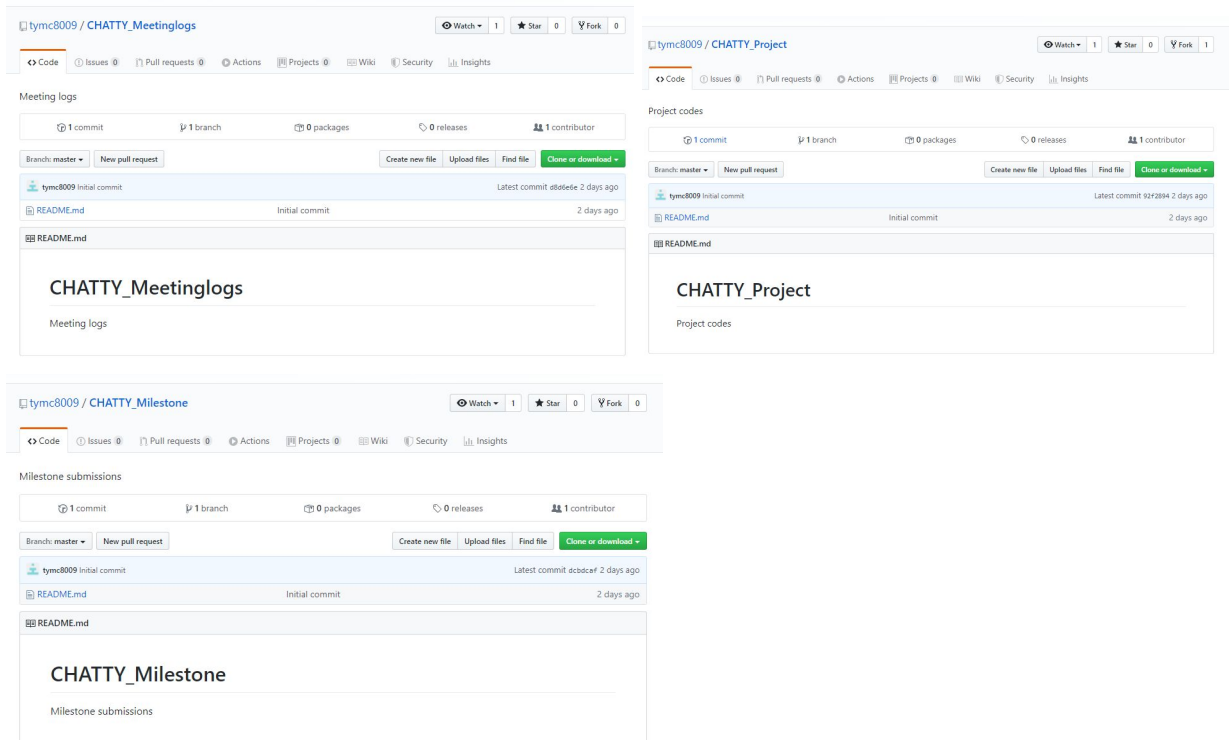 tymc8009 / CHATTY_Meetinglogs
Watch 1 Star 0 Fork 0
Code Issues 0 Pull requests 0 Actions Projects 0 Wiki Security Insights
Meeting logs
1 commit 1 branch 0 packages 0 releases 1 contributor
Branch: master New pull request Create new file Upload files Find file Clone or download
tymc8009 Initial commit Latest commit d8d6e6e 2 days ago
README.md Initial commit 2 days ago
README.md
CHATTY_Meetinglogs
Meeting logs
tymc8009 / CHATTY_Project
Watch 1 Star 0 Fork 1
Code Issues 0 Pull requests 0 Actions Projects 0 Wiki Security Insights
Project codes
1 commit 1 branch 0 packages 0 releases 1 contributor
Branch: master New pull request Create new file Upload files Find file Clone or download
tymc8009 Initial commit Latest commit 92f2894 2 days ago
README.md Initial commit 2 days ago
README.md
CHATTY_Project
Project codes
tymc8009 / CHATTY_Milestone
Watch 1 Star 0 Fork 0
Code Issues 0 Pull requests 0 Actions Projects 0 Wiki Security Insights
Milestone submissions
1 commit 1 branch 0 packages 0 releases 1 contributor
Branch: master New pull request Create new file Upload files Find file Clone or download
tymc8009 Initial commit Latest commit dcbdcaf 2 days ago
README.md Initial commit 2 days ago
README.md
CHATTY_Milestone
Milestone submissions